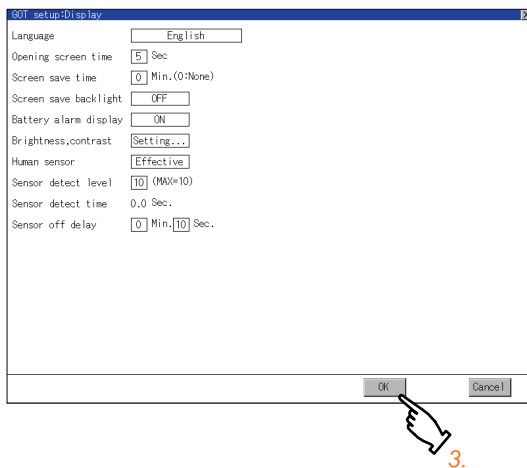 GOT setup:Display
Language English
Opening screen time 5 Sec
Screen save time 0 Min.(0:None)
Screen save backlight OFF
Battery alarm display ON
Brightness,contrast Setting...
Human sensor Effective
Sensor detect level 10 (MAX=10)
Sensor detect time 0.0 Sec.
Sensor off delay 0 Min. 10 Sec.
OK Cancel
3.